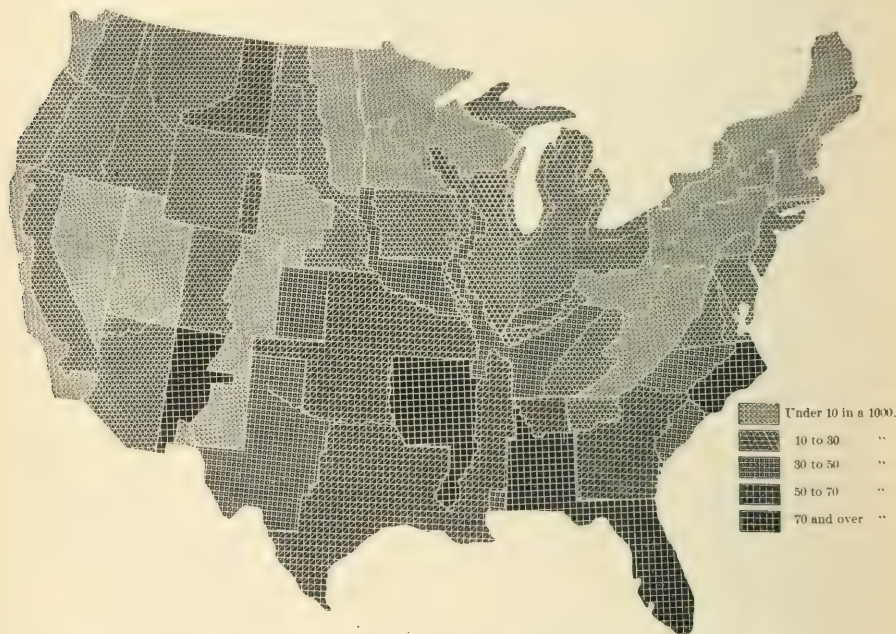 Under 10 in a 1000.
10 to 30 "
30 to 50 "
50 to 70 "
70 and over "